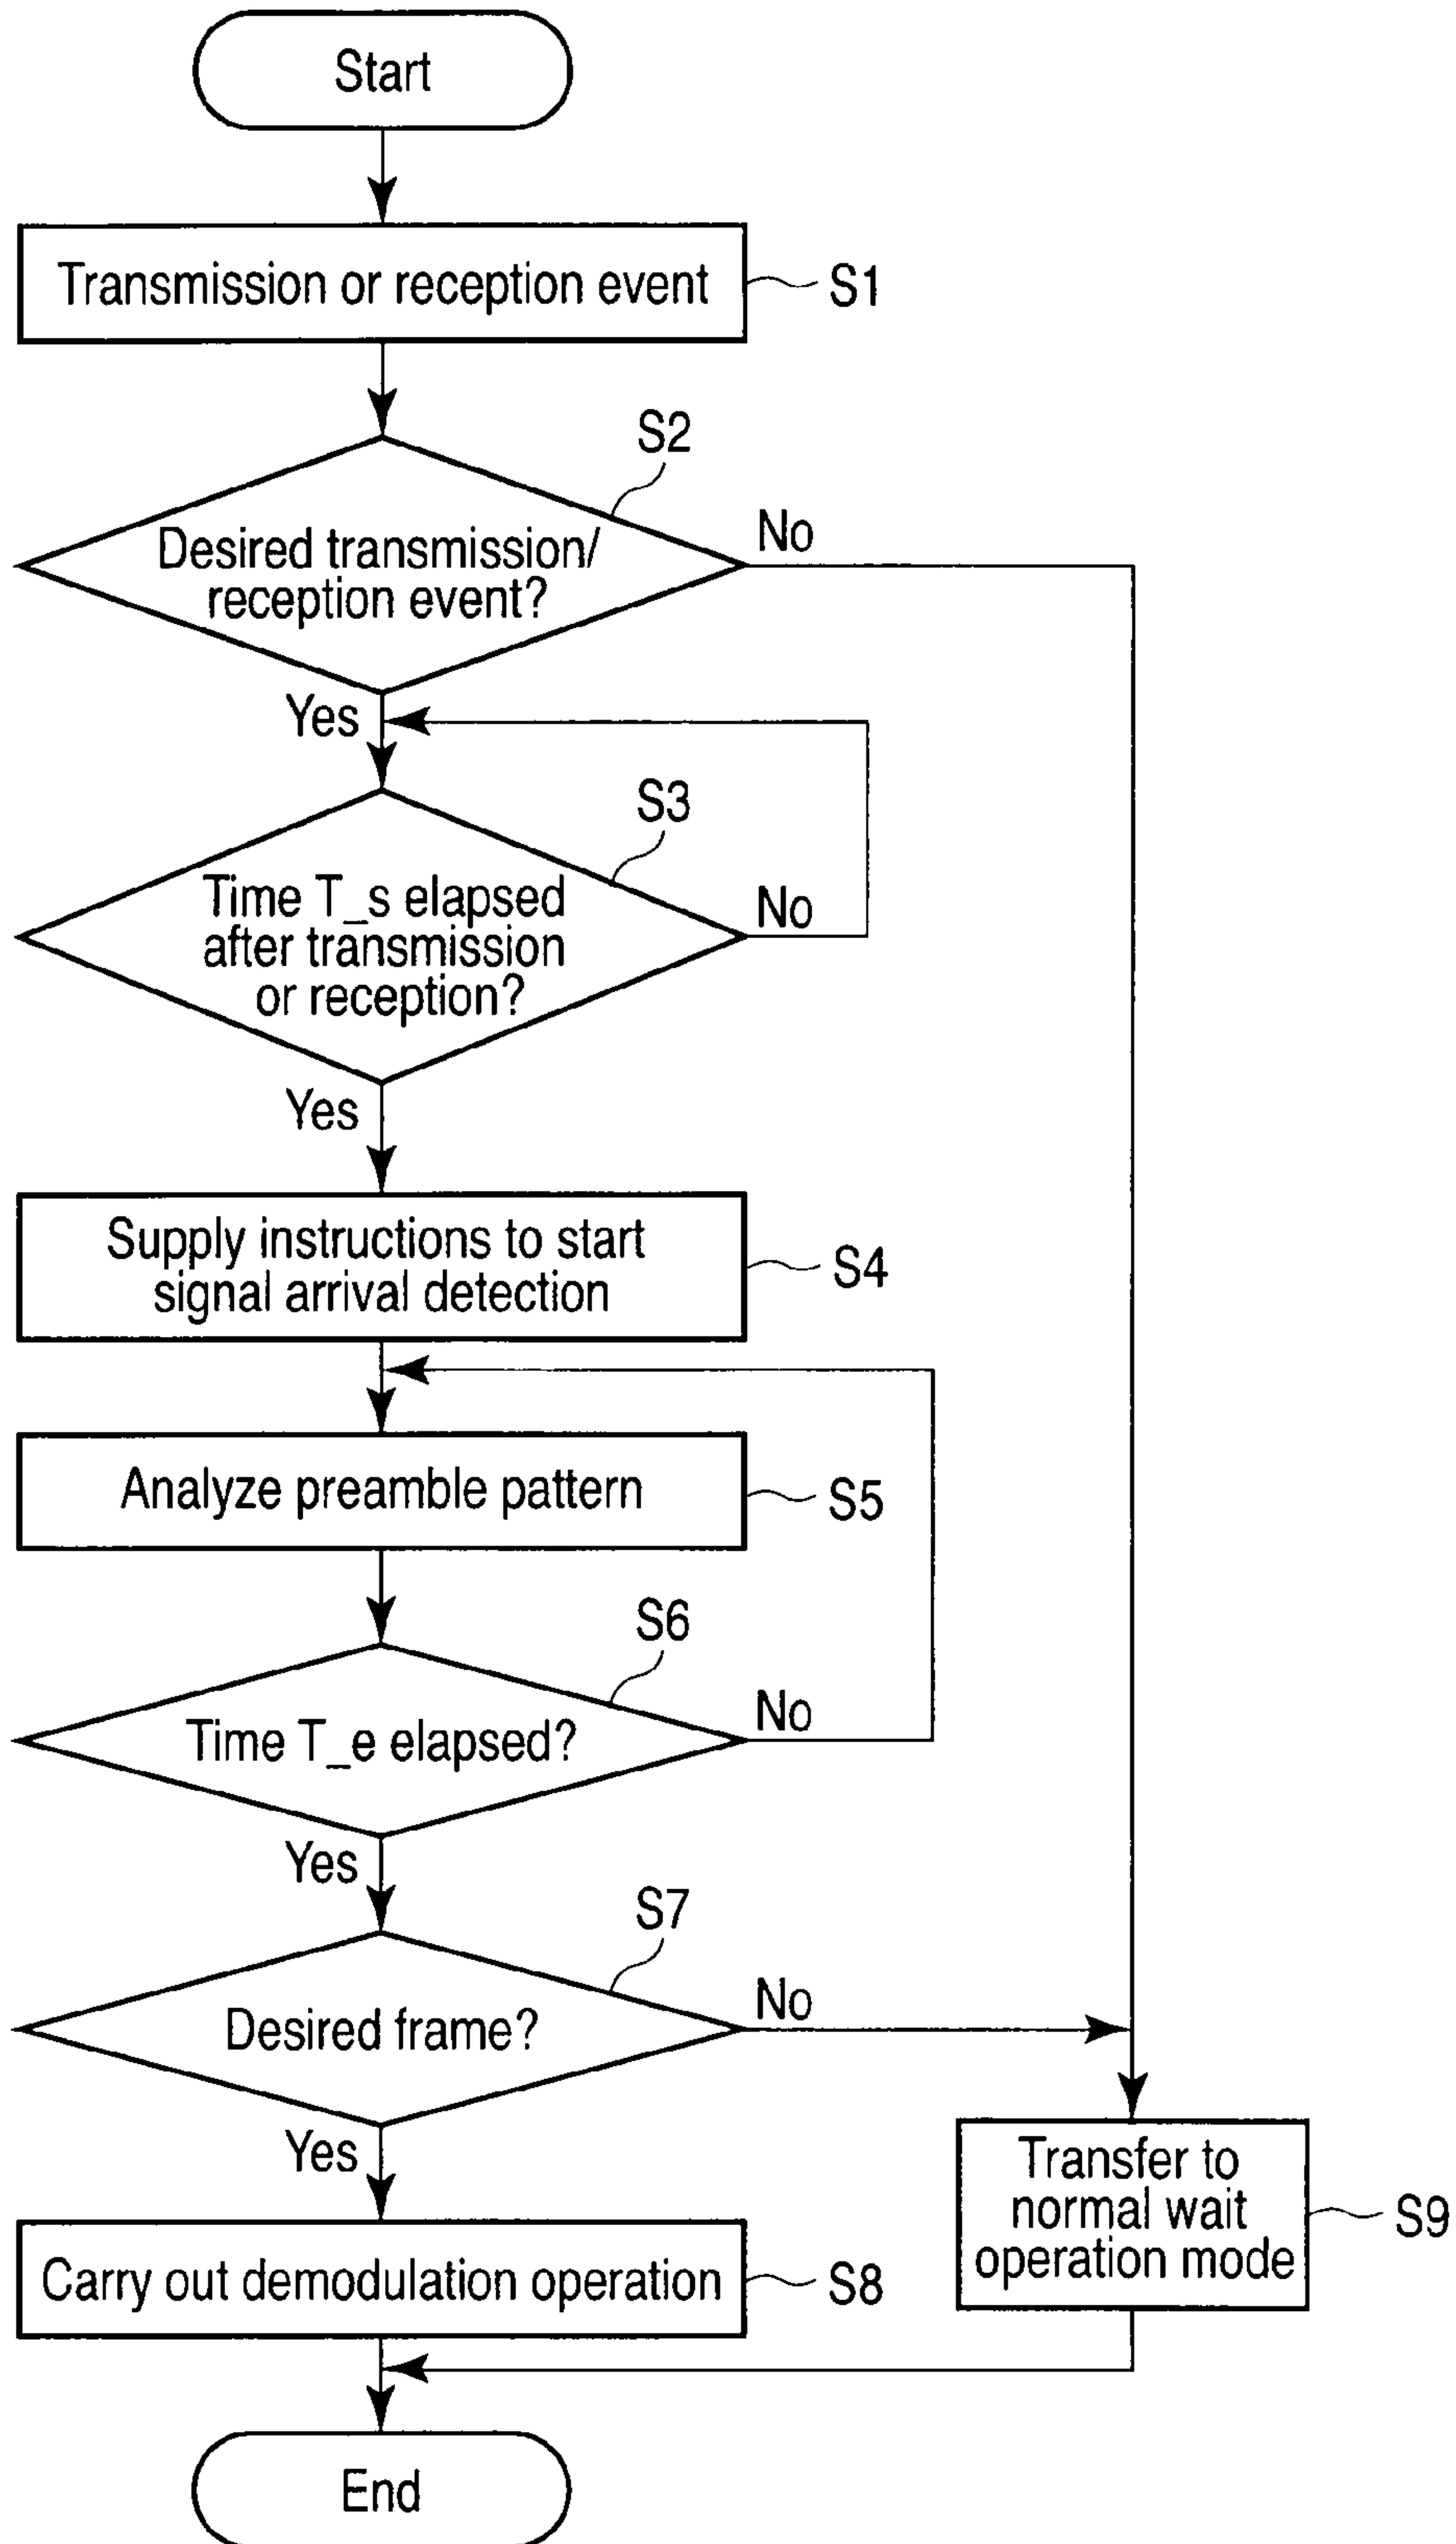 Start
Transmission or reception event
S1
S2
Desired transmission/
reception event?
No
Yes
S3
Time T_s elapsed
after transmission
or reception?
No
Yes
Supply instructions to start
signal arrival detection
S4
Analyze preamble pattern
S5
S6
Time T_e elapsed?
No
Yes
S7
Desired frame?
No
Yes
Transfer to
normal wait
operation mode
S9
Carry out demodulation operation
S8
End